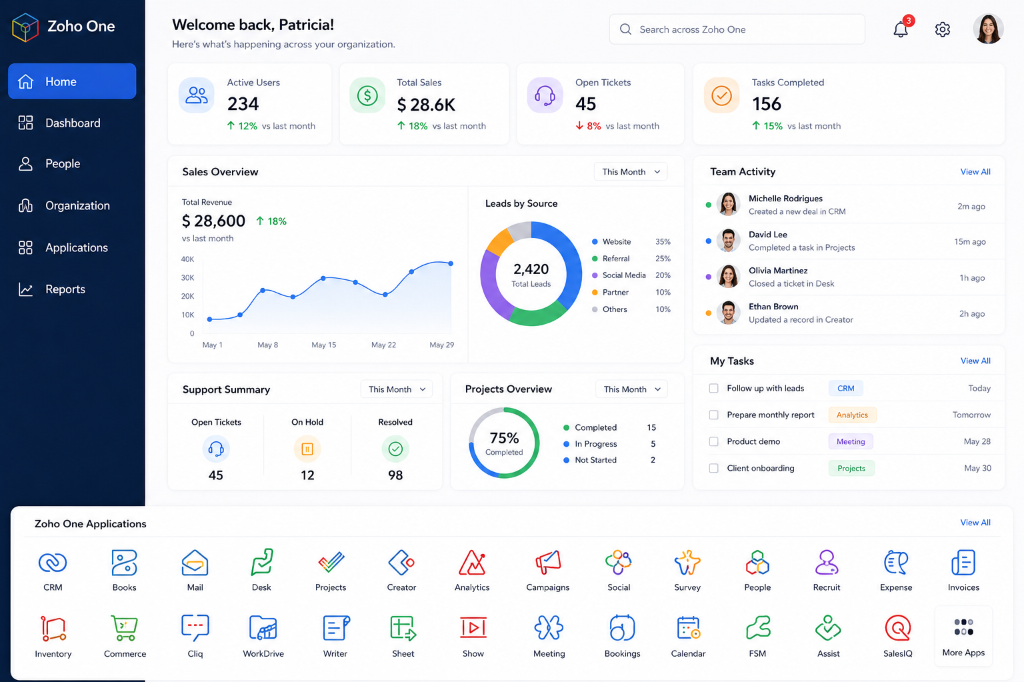 Zoho One
Home
Dashboard
People
Organization
Applications
Reports
Welcome back, Patricia!
Here's what's happening across your organization.
Search across Zoho One
3
Active Users
234
↑ 12% vs last month
Total Sales
$ 28.6K
↑ 18% vs last month
Open Tickets
45
↓ 8% vs last month
Tasks Completed
156
↑ 15% vs last month
Sales Overview
This Month
Total Revenue
$ 28,600 ↑ 18%
vs last month
40K
30K
20K
10K
0
May 1 May 8 May 15 May 22 May 29
Leads by Source
2,420
Total Leads
Website 35%
Referral 25%
Social Media 20%
Partner 10%
Others 10%
Team Activity
View All
Michelle Rodrigues
Created a new deal in CRM
2m ago
David Lee
Completed a task in Projects
15m ago
Olivia Martinez
Closed a ticket in Desk
1h ago
Ethan Brown
Updated a record in Creator
2h ago
Support Summary
This Month
Open Tickets
45
On Hold
12
Resolved
98
Projects Overview
This Month
75%
Completed
Completed 15
In Progress 5
Not Started 2
My Tasks
View All
Follow up with leads CRM Today
Prepare monthly report Analytics Tomorrow
Product demo Meeting May 28
Client onboarding Projects May 30
Zoho One Applications
View All
CRM Books Mail Desk Projects Creator Analytics Campaigns Social Survey People Recruit Expense Invoices
Inventory Commerce Cliq WorkDrive Writer Sheet Show Meeting Bookings Calendar FSM Assist SalesIQ More Apps